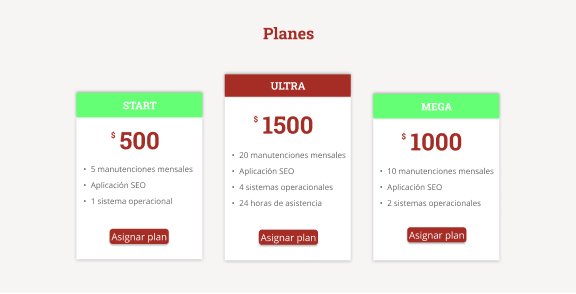 Planes
START
$ 500
• 5 manutenciones mensales
• Aplicación SEO
• 1 sistema operacional
Asignar plan
ULTRA
$ 1500
• 20 manutenciones mensales
• Aplicación SEO
• 4 sistemas operacionales
• 24 horas de asistencia
Asignar plan
MEGA
$ 1000
• 10 manutenciones mensales
• Aplicación SEO
• 2 sistemas operacionales
Asignar plan